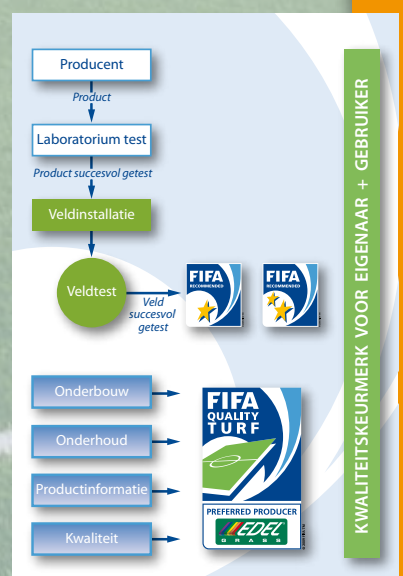 Producent
Product
Laboratorium test
Product succesvol getest
Veldinstallatie
Veldtest
Veld
succesvol
getest
FIFA
RECOMMENDED
FIFA
RECOMMENDED
Onderbouw
Onderhoud
Productinformatie
Kwaliteit
FIFA
QUALITY
TURF
PREFERRED PRODUCER
EDEL
GRASS
KWALITEITSKEURMERK VOOR EIGENAAR + GEBRUIKER